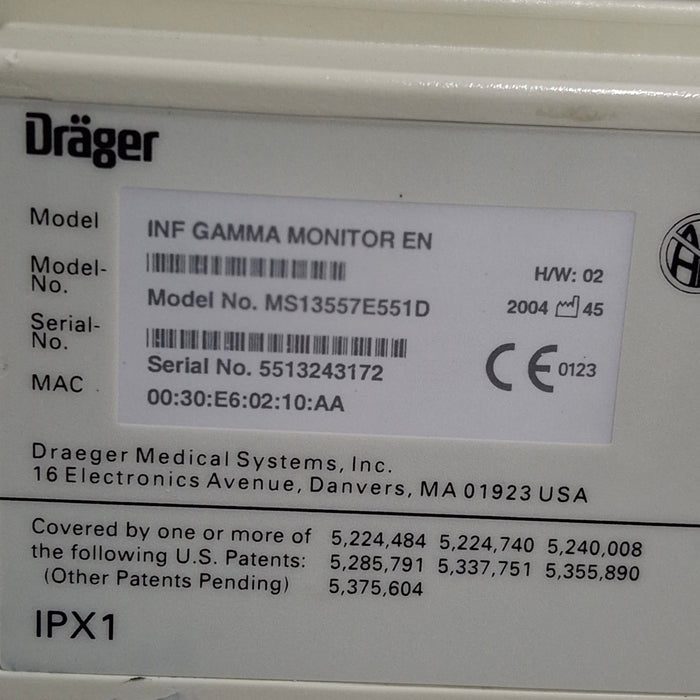 Dräger
Model
INF GAMMA MONITOR EN
Model-
No.
H/W: 02
Model No. MS13557E551D
2004 45
Serial-
No.
Serial No. 5513243172
CE 0123
MAC
00:30:E6:02:10:AA
Draeger Medical Systems, Inc.
16 Electronics Avenue, Danvers, MA 01923 USA
Covered by one or more of 5,224,484 5,224,740 5,240,008
the following U.S. Patents: 5,285,791 5,337,751 5,355,890
(Other Patents Pending) 5,375,604
IPX1